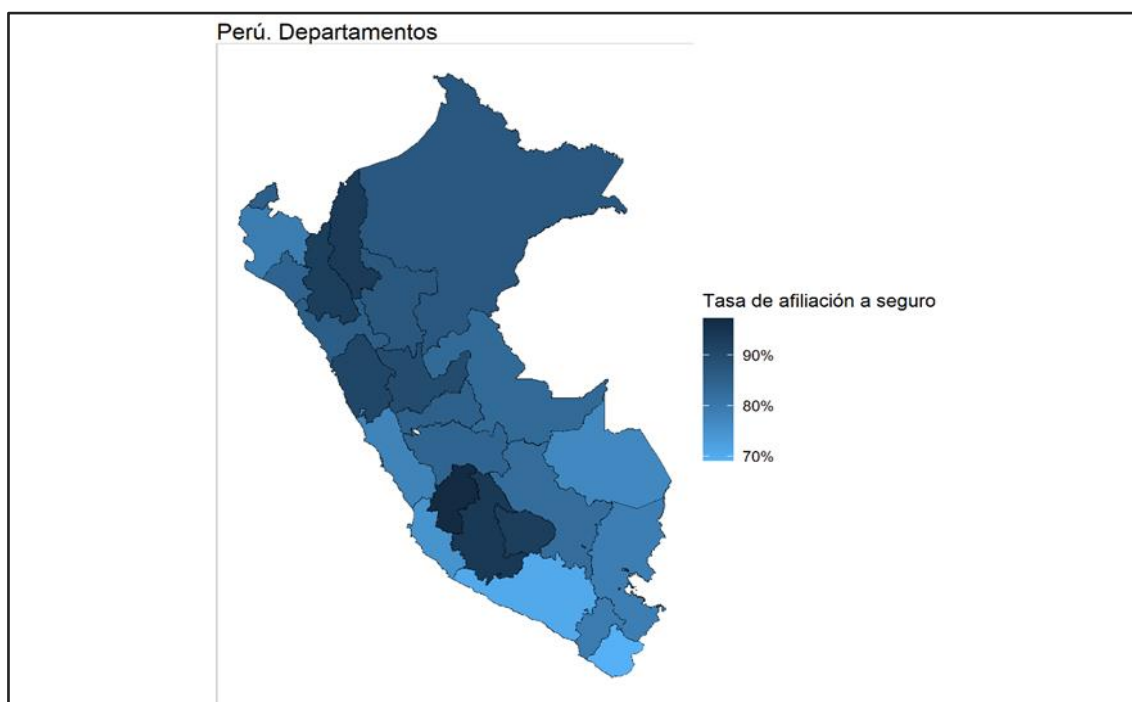 Perú. Departamentos
Tasa de afiliación a seguro
90%
80%
70%